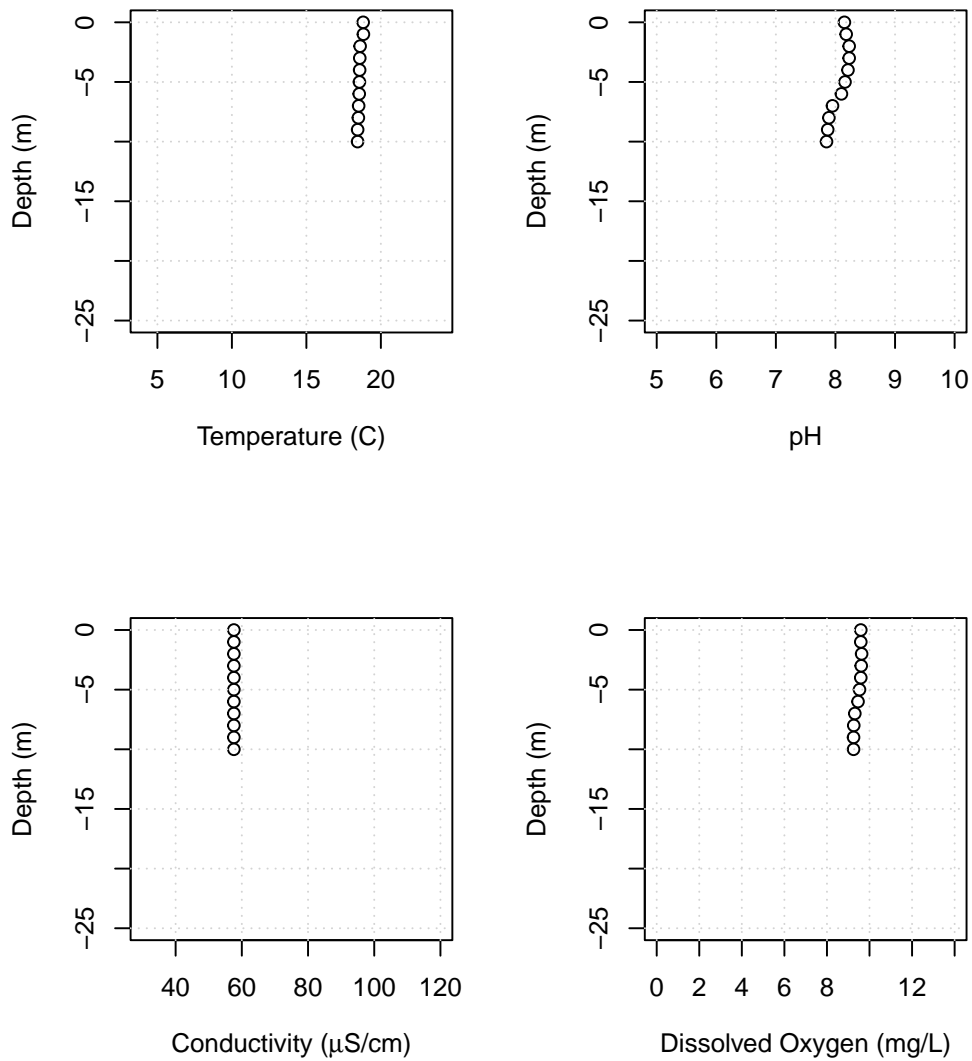 Depth (m)
0
−5
−15
−25
5 10 15 20
Temperature (C)
Depth (m)
0
−5
−15
−25
5 6 7 8 9 10
pH
Depth (m)
0
−5
−15
−25
40 60 80 100 120
Conductivity (μS/cm)
Depth (m)
0
−5
−15
−25
0 2 4 6 8 12
Dissolved Oxygen (mg/L)